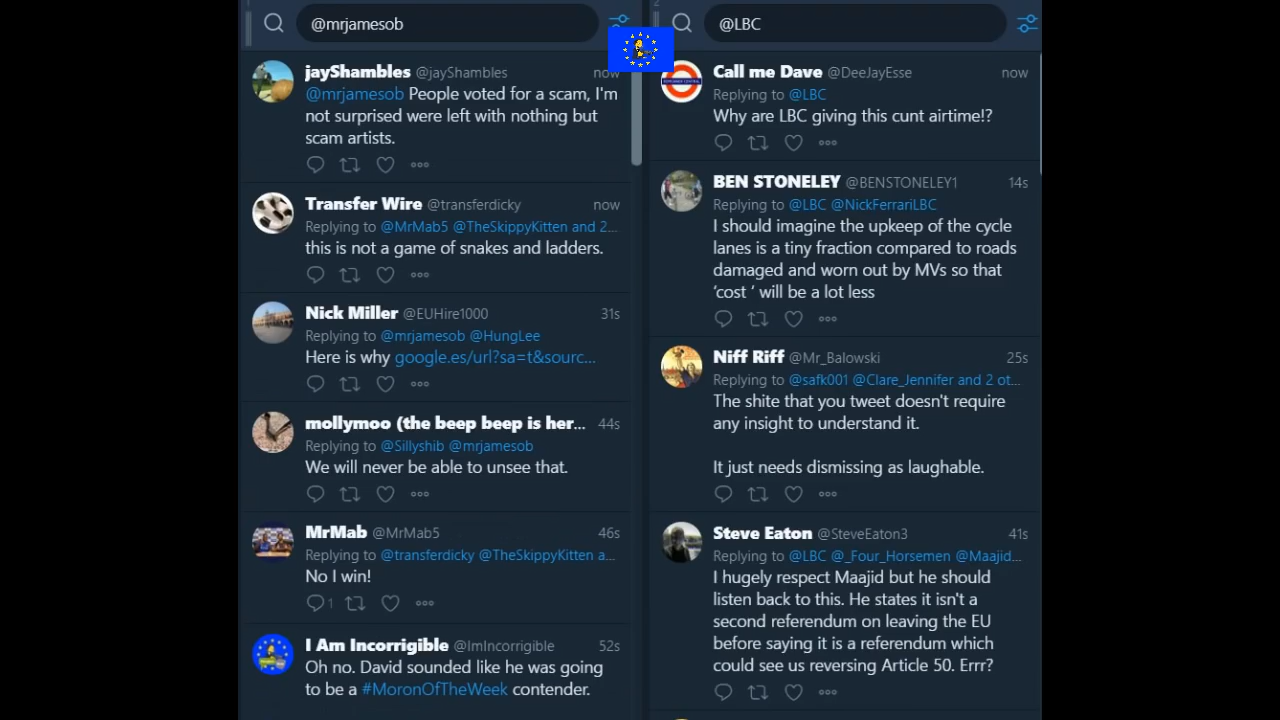 @mrjamesob
jayShambles @jayShambles now
@mrjamesob People voted for a scam, I'm
not surprised were left with nothing but
scam artists.
Transfer Wire @transferdicky now
Replying to @MrMab5 @TheSkippyKitten and 2...
this is not a game of snakes and ladders.
Nick Miller @EUHire1000 31s
Replying to @mrjamesob @HungLee
Here is why google.es/url?sa=t&sourc...
mollymoo (the beep beep is her... 44s
Replying to @Sillyshib @mrjamesob
We will never be able to unsee that.
MrMab @MrMab5 46s
Replying to @transferdicky @TheSkippyKitten a...
No I win!
1
I Am Incorrigible @ImIncorrigible 52s
Oh no. David sounded like he was going
to be a #MoronOfTheWeek contender.
2
@LBC
Call me Dave @DeeJayEsse now
Replying to @LBC
Why are LBC giving this cunt airtime!?
BEN STONELEY @BENSTONELEY1 14s
Replying to @LBC @NickFerrariLBC
I should imagine the upkeep of the cycle
lanes is a tiny fraction compared to roads
damaged and worn out by MVs so that
‘cost ‘ will be a lot less
Niff Riff @Mr_Balowski 25s
Replying to @safk001 @Clare_Jennifer and 2 ot...
The shite that you tweet doesn't require
any insight to understand it.
It just needs dismissing as laughable.
Steve Eaton @SteveEaton3 41s
Replying to @LBC @_Four_Horsemen @Maajid...
I hugely respect Maajid but he should
listen back to this. He states it isn't a
second referendum on leaving the EU
before saying it is a referendum which
could see us reversing Article 50. Errr?